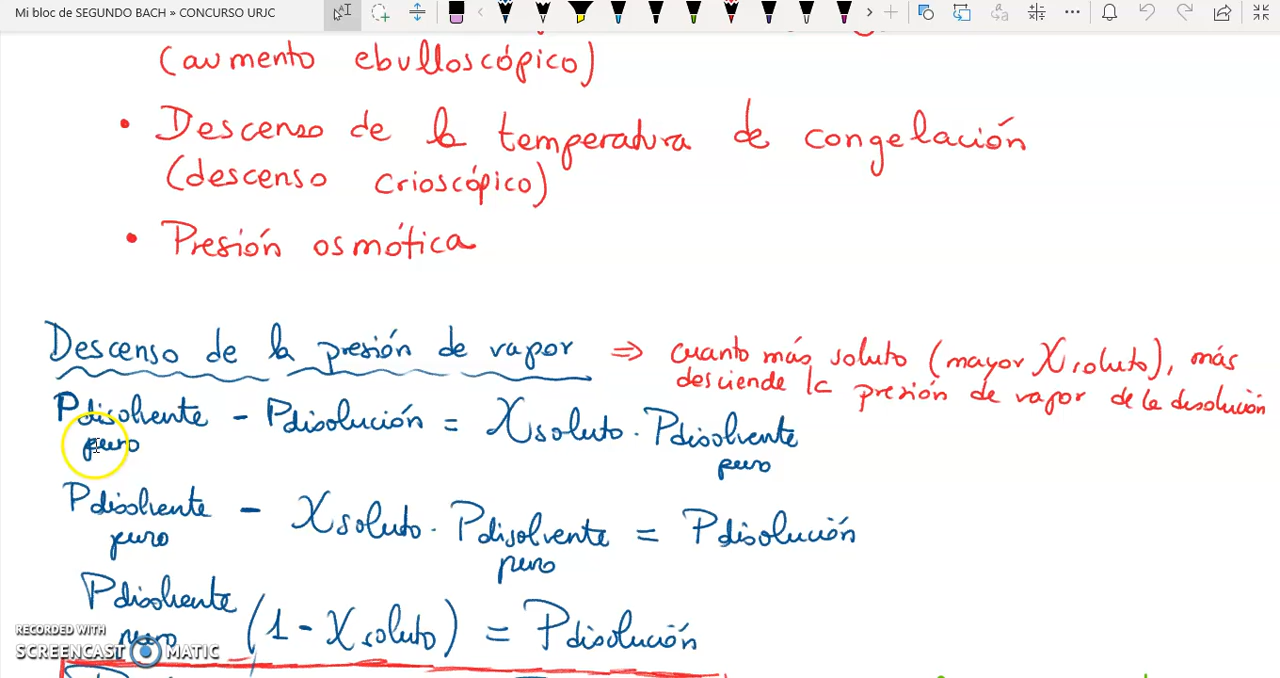 Mi bloc de SEGUNDO BACH » CONCURSO URJC
(aumento ebulloscópico)
• Descenso de la temperatura de congelación
(descenso crioscópico)
• Presión osmótica
Descenso de la presión de vapor ⇒ cuanto más soluto (mayor Xsoluto), más
desciende la presión de vapor de la disolución
Pdisolvente puro - Pdisolución = Xsoluto · Pdisolvente puro
Pdisolvente puro - Xsoluto · Pdisolvente puro = Pdisolución
Pdisolvente puro (1 - Xsoluto) = Pdisolución
RECORDED WITH
SCREENCAST MATIC